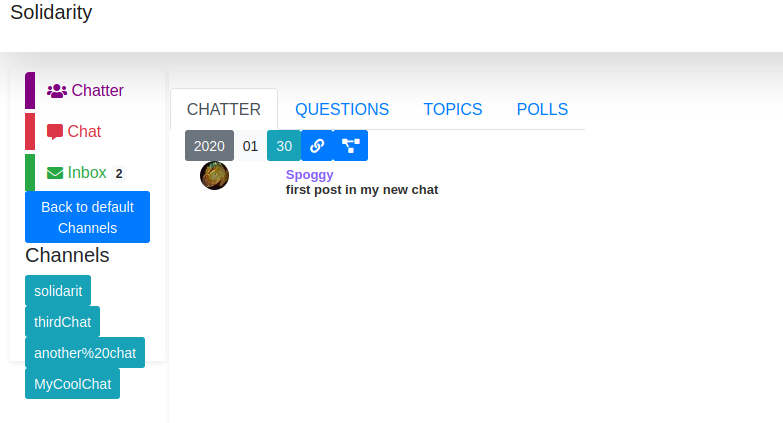 Solidarity
Chatter
Chat
Inbox 2
Back to default
Channels
Channels
solidarit
thirdChat
another%20chat
MyCoolChat
CHATTER QUESTIONS TOPICS POLLS
2020 01 30
Spoggy
first post in my new chat